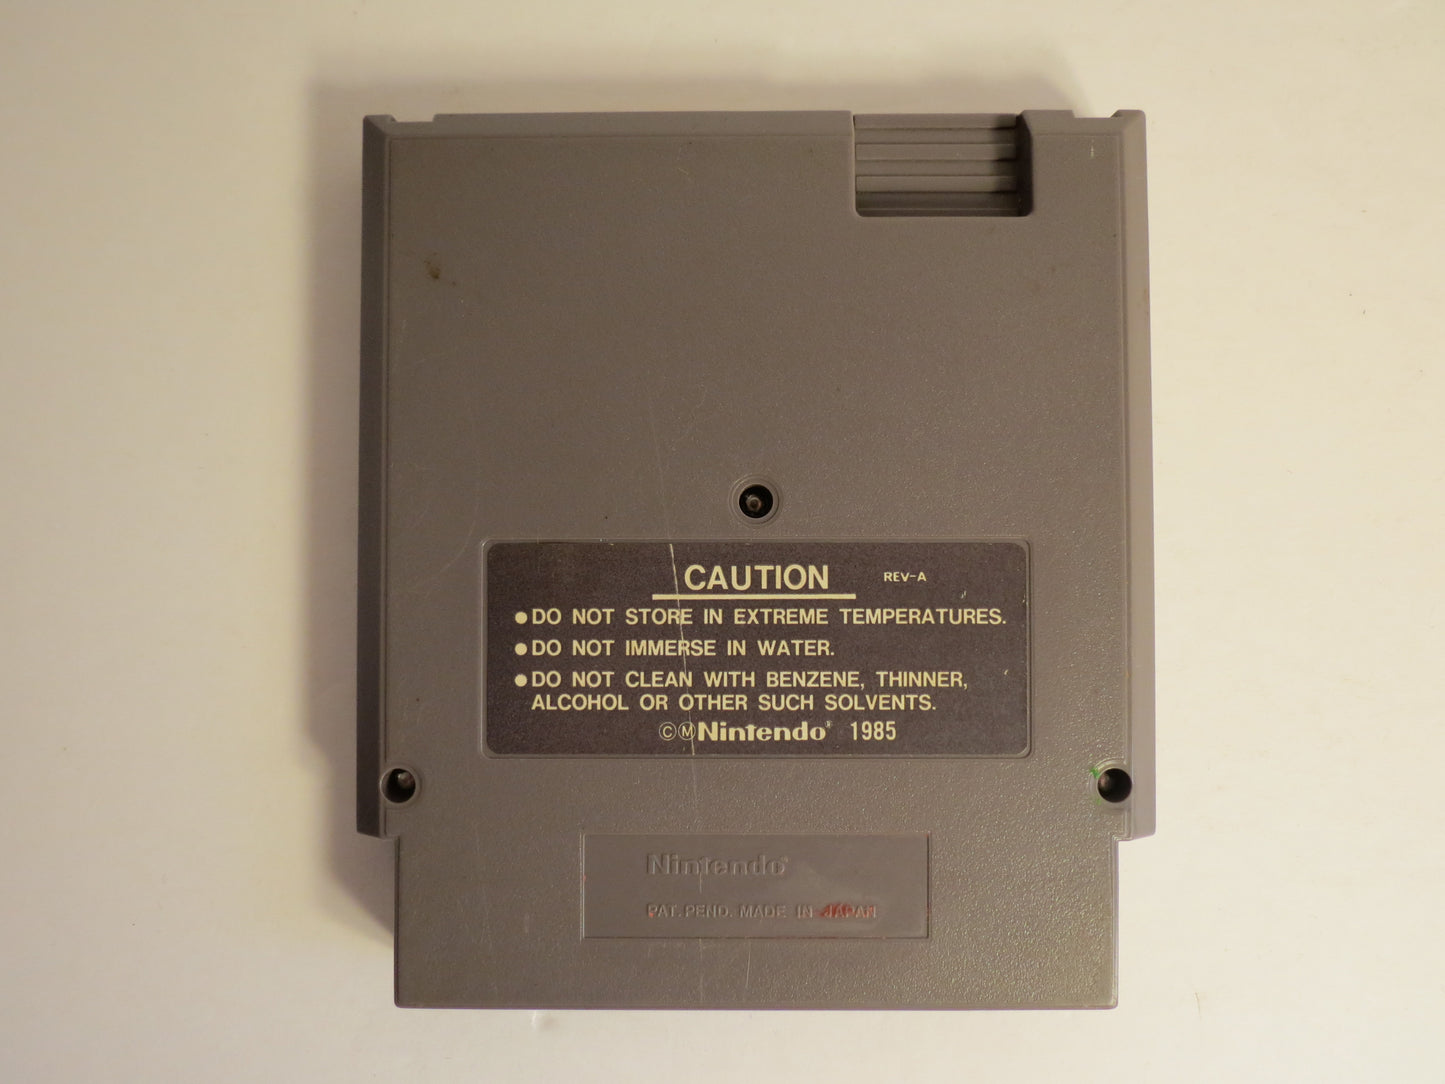 CAUTION REV-A
●DO NOT STORE IN EXTREME TEMPERATURES.
●DO NOT IMMERSE IN WATER.
●DO NOT CLEAN WITH BENZENE, THINNER,
ALCOHOL OR OTHER SUCH SOLVENTS.
©ⓂNintendo® 1985
Nintendo®
PAT. PEND. MADE IN JAPAN